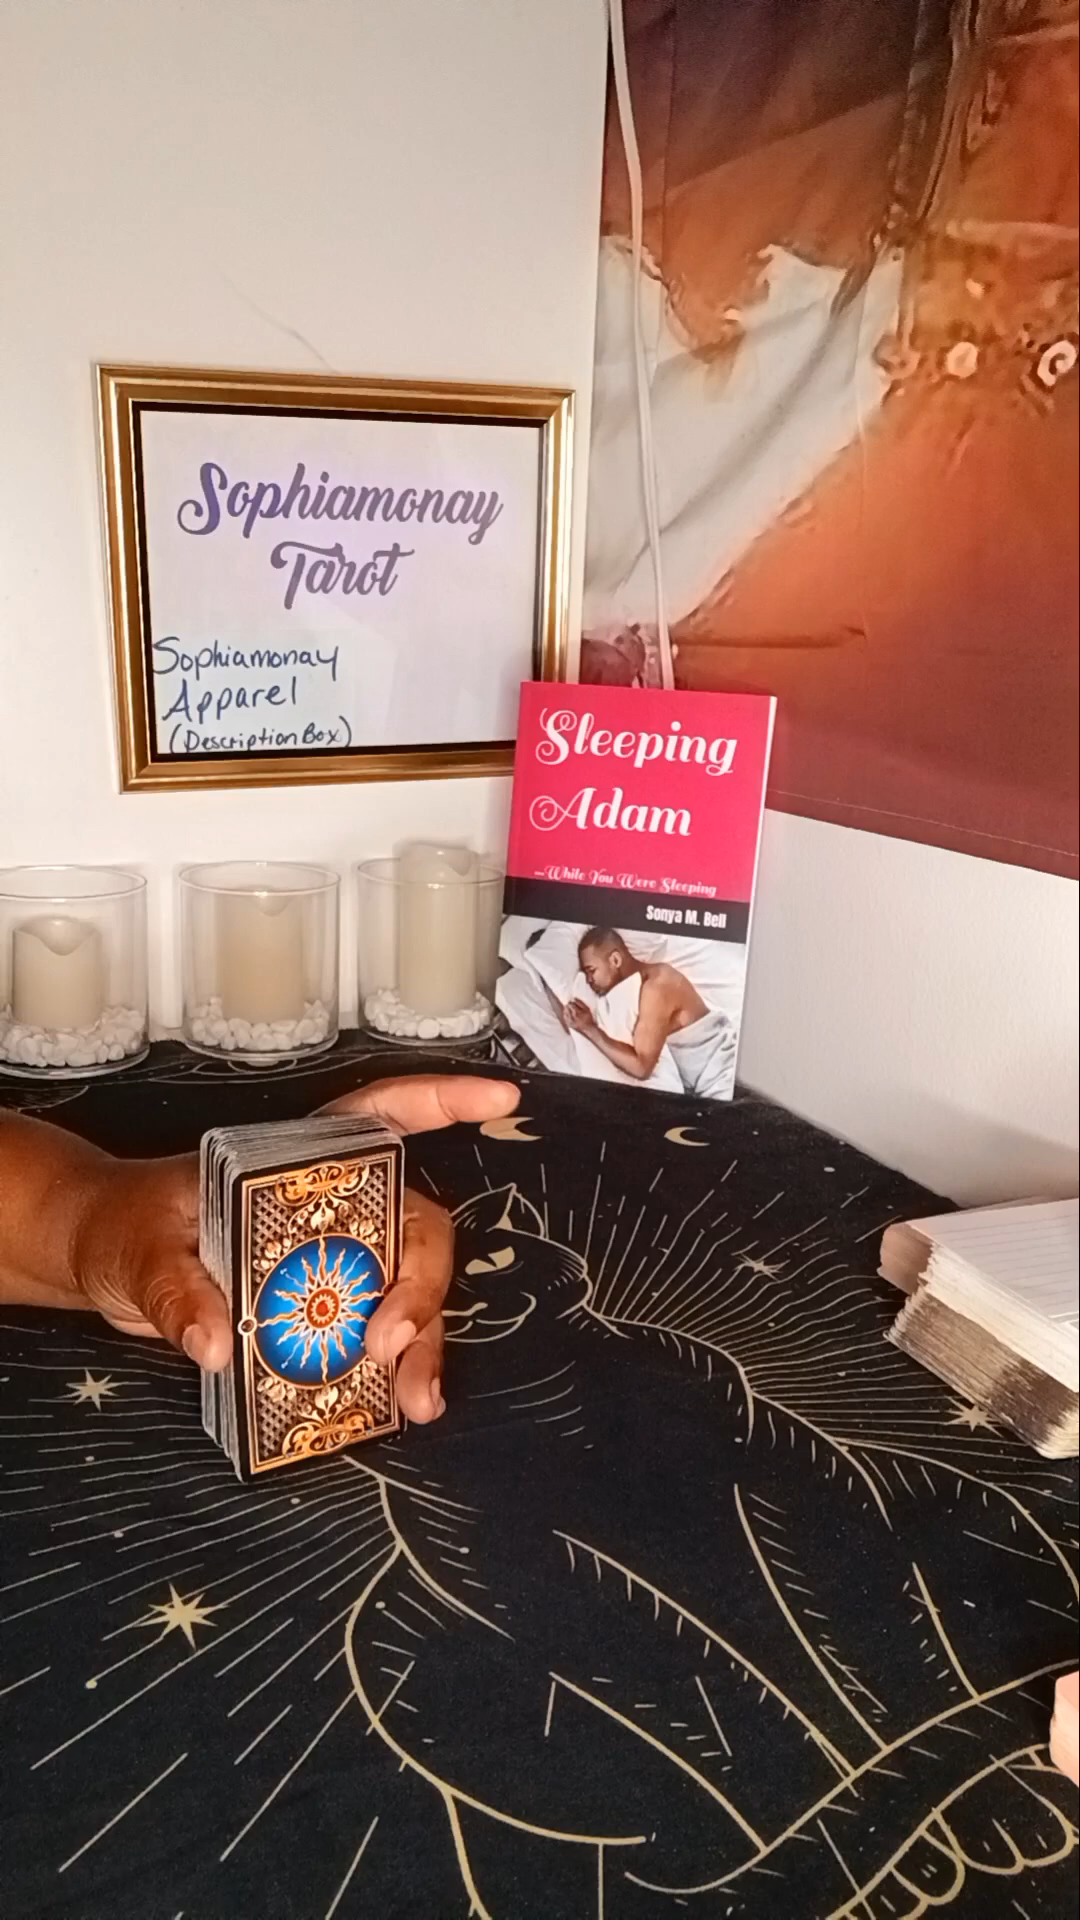 Sophiamonay
Tarot
Sophiamonay
Apparel
(Description Box)
Sleeping
Adam
...While You Were Sleeping
Sonya M. Bell